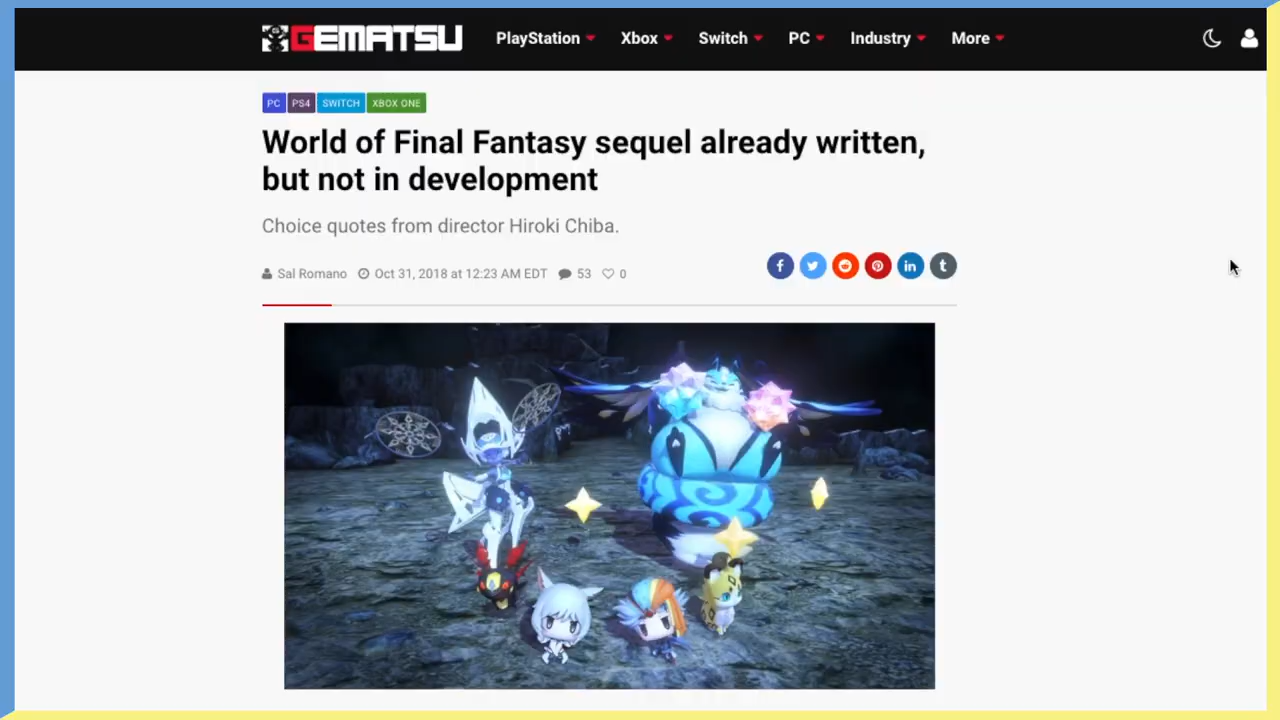 GEMATSU PlayStation Xbox Switch PC Industry More
PC PS4 SWITCH XBOX ONE
World of Final Fantasy sequel already written,
but not in development
Choice quotes from director Hiroki Chiba.
Sal Romano Oct 31, 2018 at 12:23 AM EDT 53 0